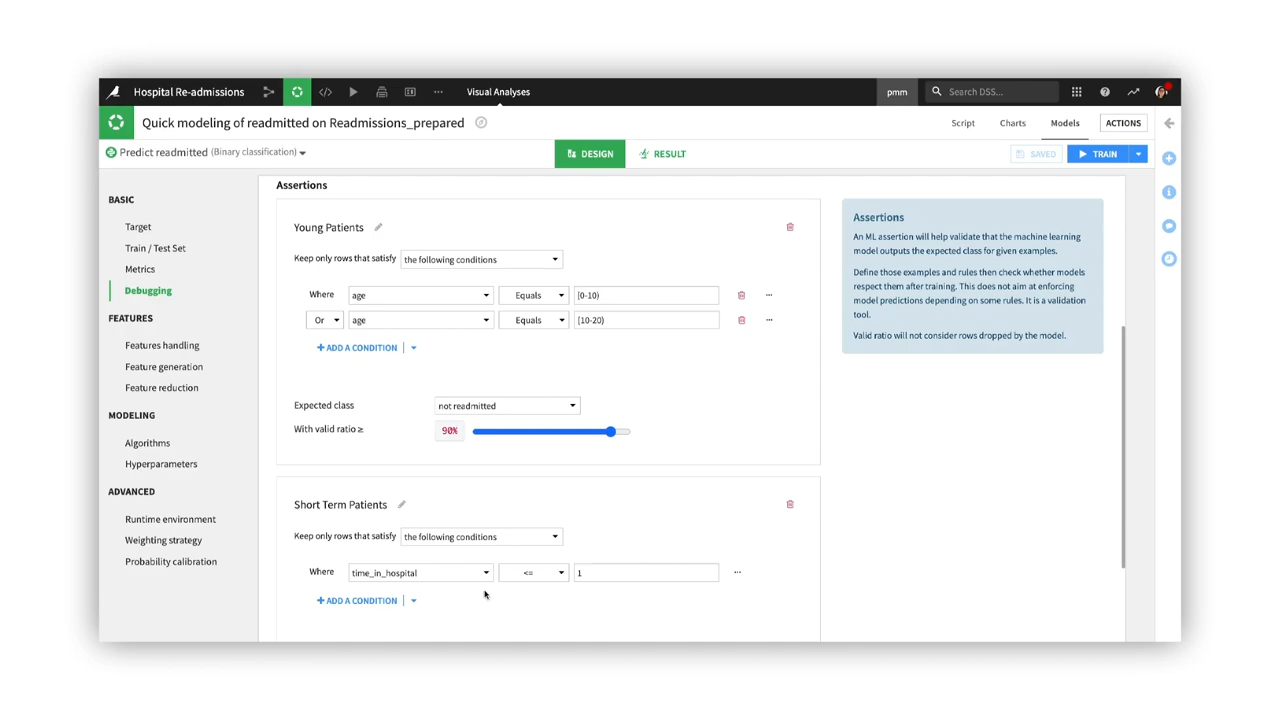 Hospital Re-admissions
Visual Analyses
pmm
Search DSS...
Quick modeling of readmitted on Readmissions_prepared
Script
Charts
Models
ACTIONS
Predict readmitted (Binary classification)
DESIGN
RESULT
SAVED
TRAIN
BASIC
Target
Train / Test Set
Metrics
Debugging
FEATURES
Features handling
Feature generation
Feature reduction
MODELING
Algorithms
Hyperparameters
ADVANCED
Runtime environment
Weighting strategy
Probability calibration
Assertions
Young Patients
Keep only rows that satisfy the following conditions
Where age Equals [0-10)
Or age Equals [10-20)
+ ADD A CONDITION
Expected class not readmitted
With valid ratio ≥ 90%
Short Term Patients
Keep only rows that satisfy the following conditions
Where time_in_hospital <= 1
+ ADD A CONDITION
Assertions
An ML assertion will help validate that the machine learning
model outputs the expected class for given examples.
Define those examples and rules then check whether models
respect them after training. This does not aim at enforcing
model predictions depending on some rules. It is a validation
tool.
Valid ratio will not consider rows dropped by the model.